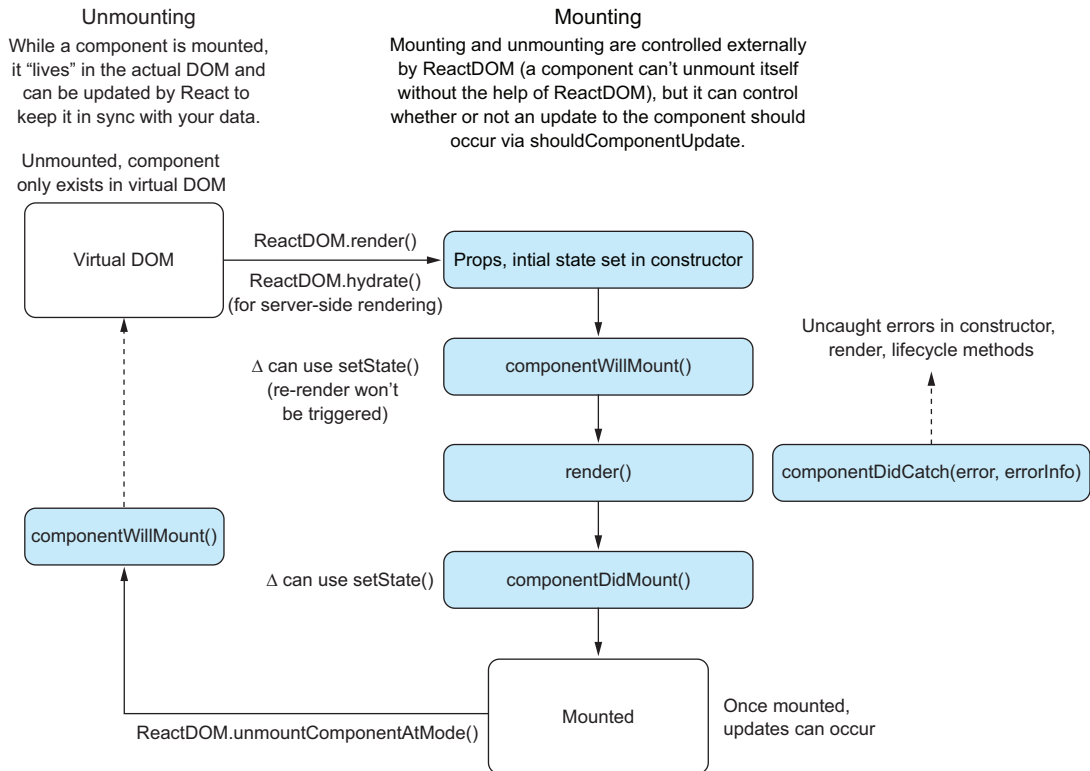 Unmounting
While a component is mounted,
it “lives” in the actual DOM and
can be updated by React to
keep it in sync with your data.
Mounting
Mounting and unmounting are controlled externally
by ReactDOM (a component can’t unmount itself
without the help of ReactDOM), but it can control
whether or not an update to the component should
occur via shouldComponentUpdate.
Unmounted, component
only exists in virtual DOM
Virtual DOM
ReactDOM.render()
ReactDOM.hydrate()
(for server-side rendering)
Props, intial state set in constructor
Δ can use setState()
(re-render won’t
be triggered)
componentWillMount()
Uncaught errors in constructor,
render, lifecycle methods
render()
componentDidCatch(error, errorInfo)
componentWillMount()
Δ can use setState()
componentDidMount()
Mounted
Once mounted,
updates can occur
ReactDOM.unmountComponentAtMode()